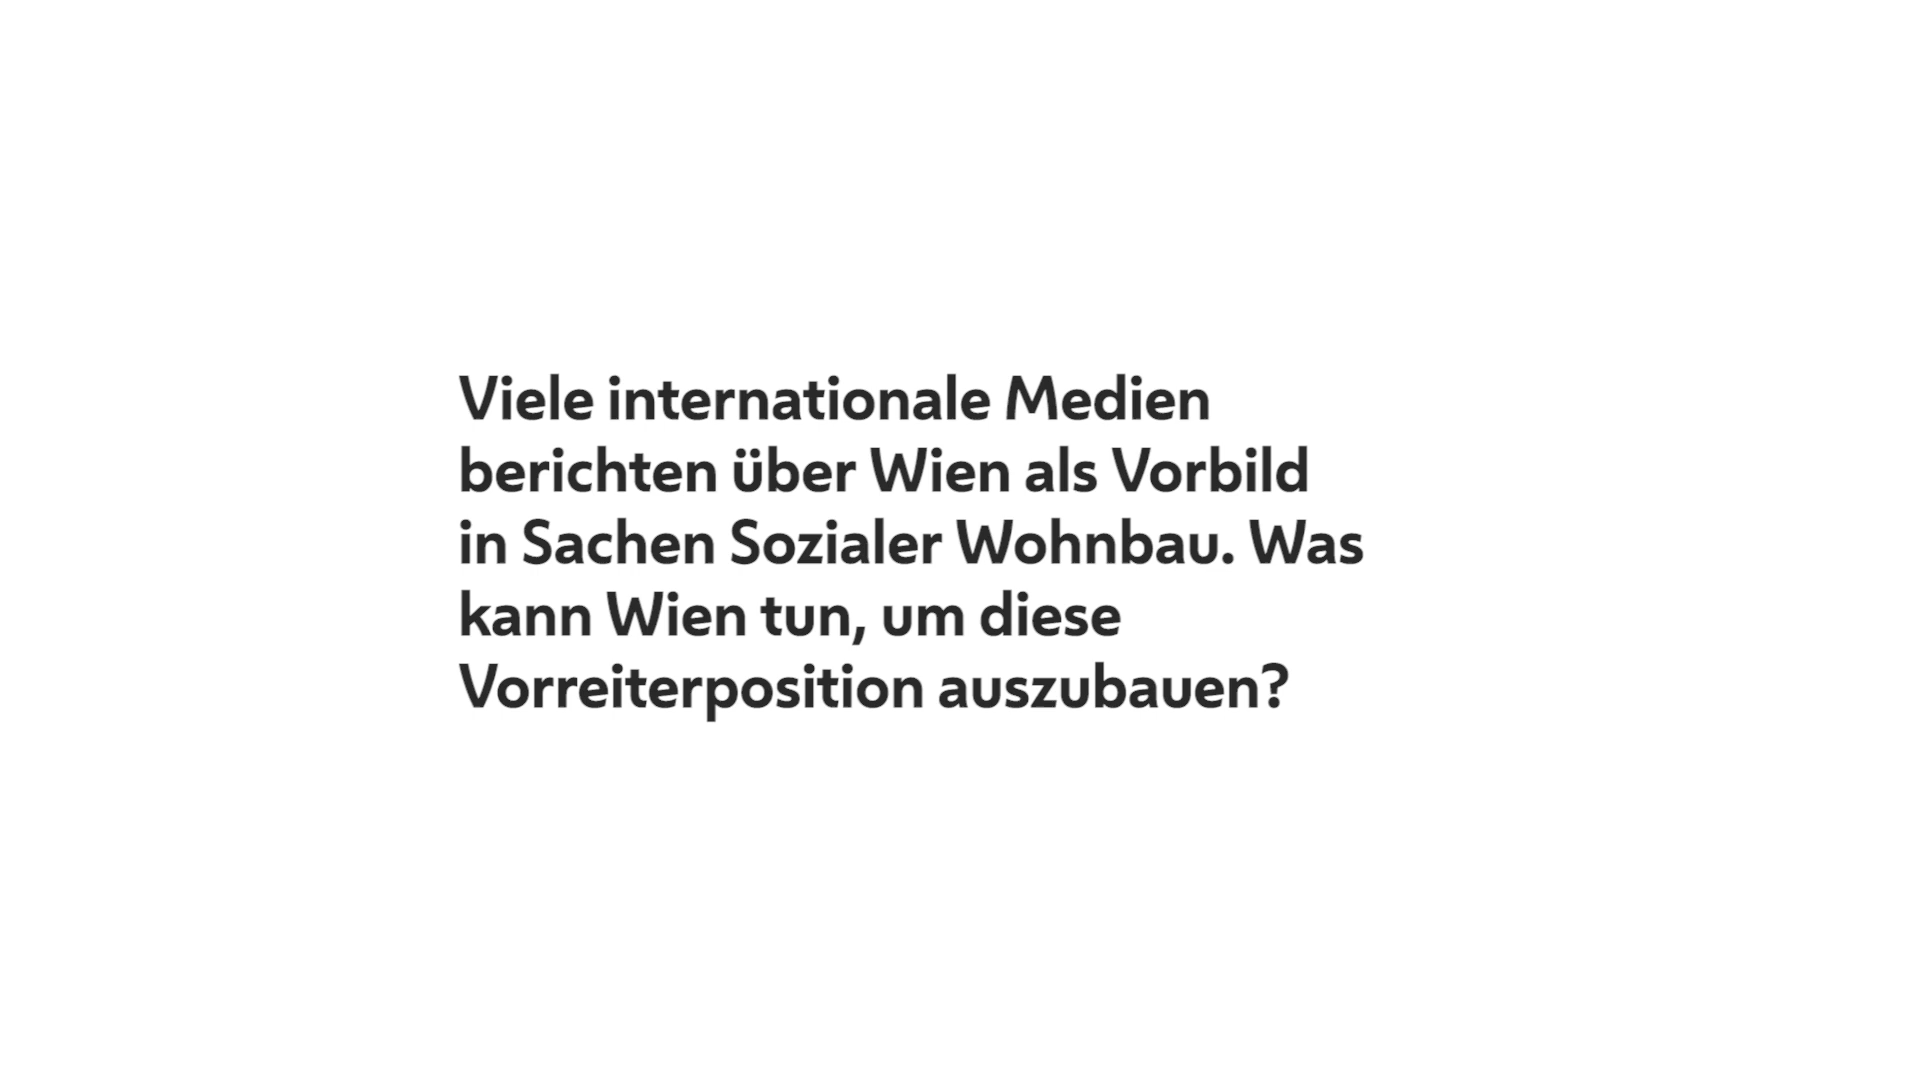 Viele internationale Medien
berichten über Wien als Vorbild
in Sachen Sozialer Wohnbau. Was
kann Wien tun, um diese
Vorreiterposition auszubauen?